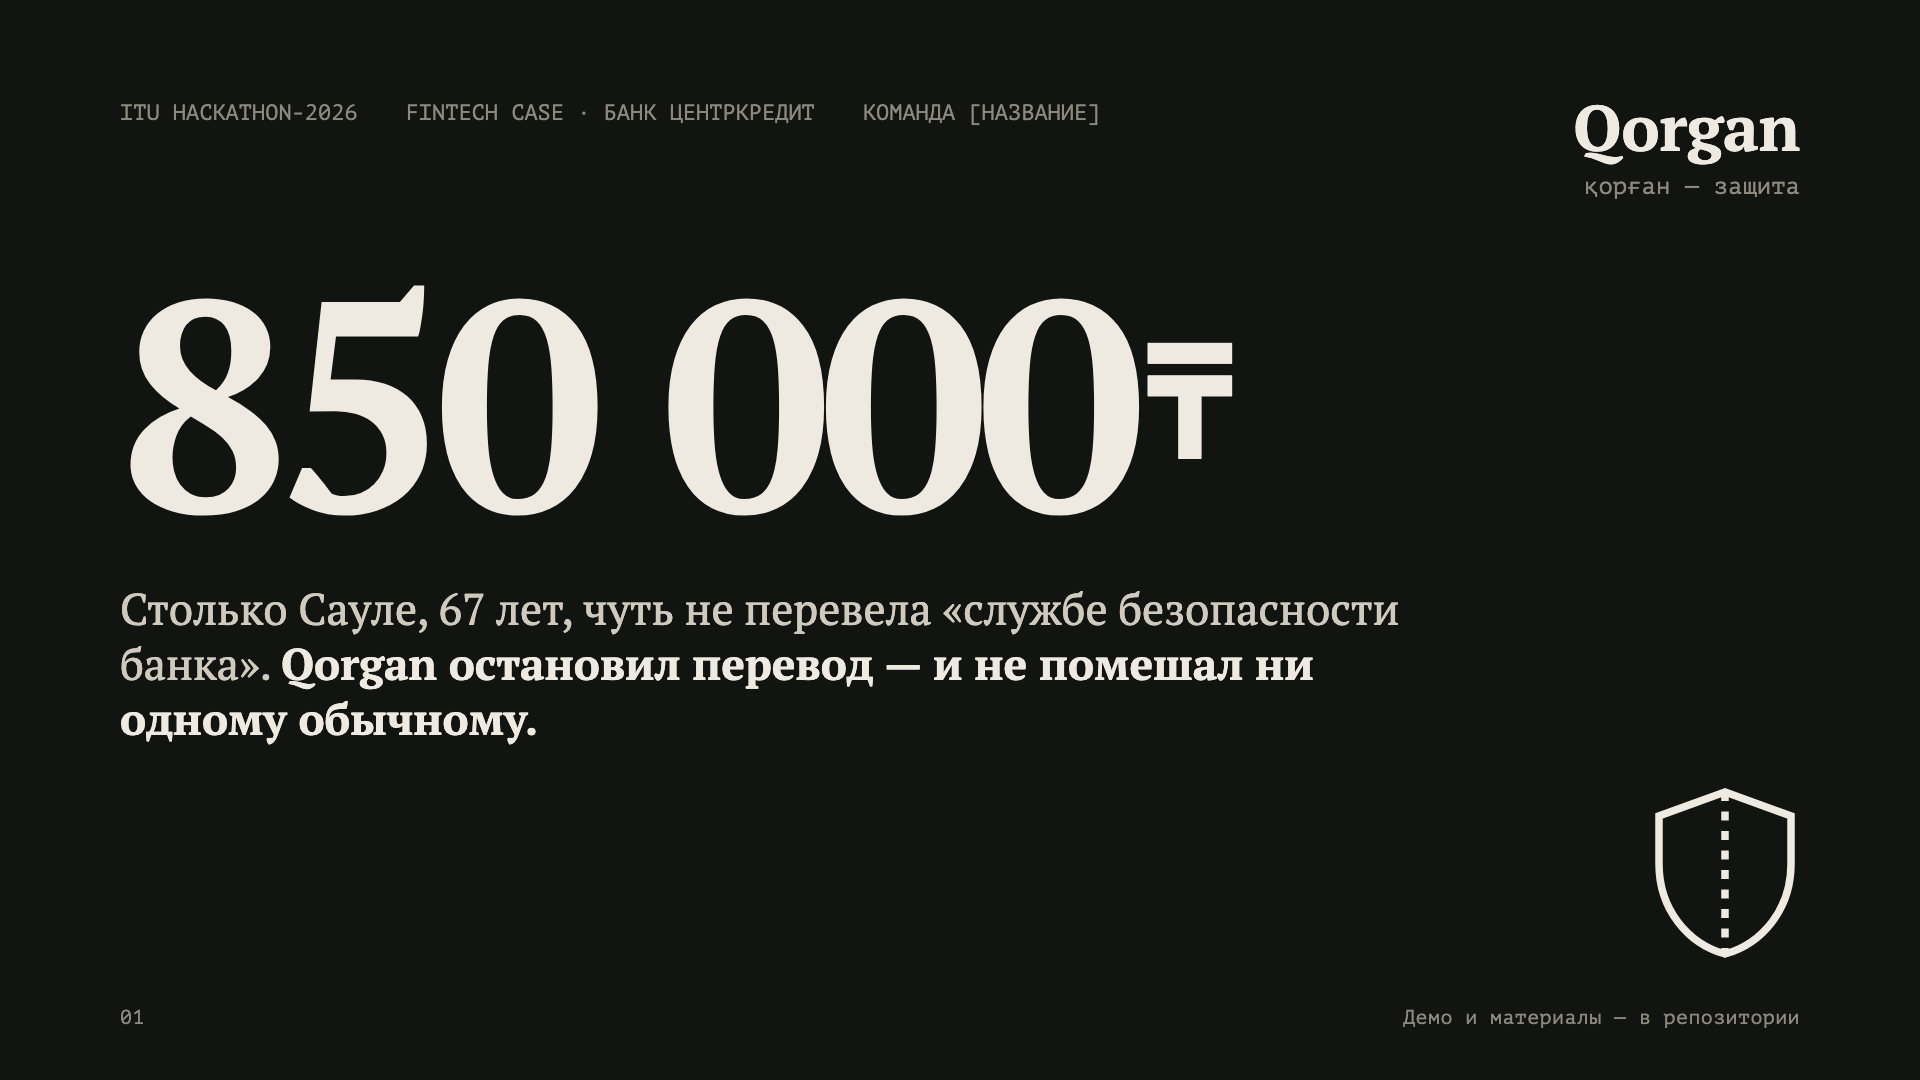 ITU HACKATHON-2026 FINTECH CASE · БАНК ЦЕНТРКРЕДИТ КОМАНДА [НАЗВАНИЕ]
Qorgan
қорған — защита
850 000₸
Столько Сауле, 67 лет, чуть не перевела «службе безопасности
банка». Qorgan остановил перевод — и не помешал ни
одному обычному.
01
Демо и материалы — в репозитории